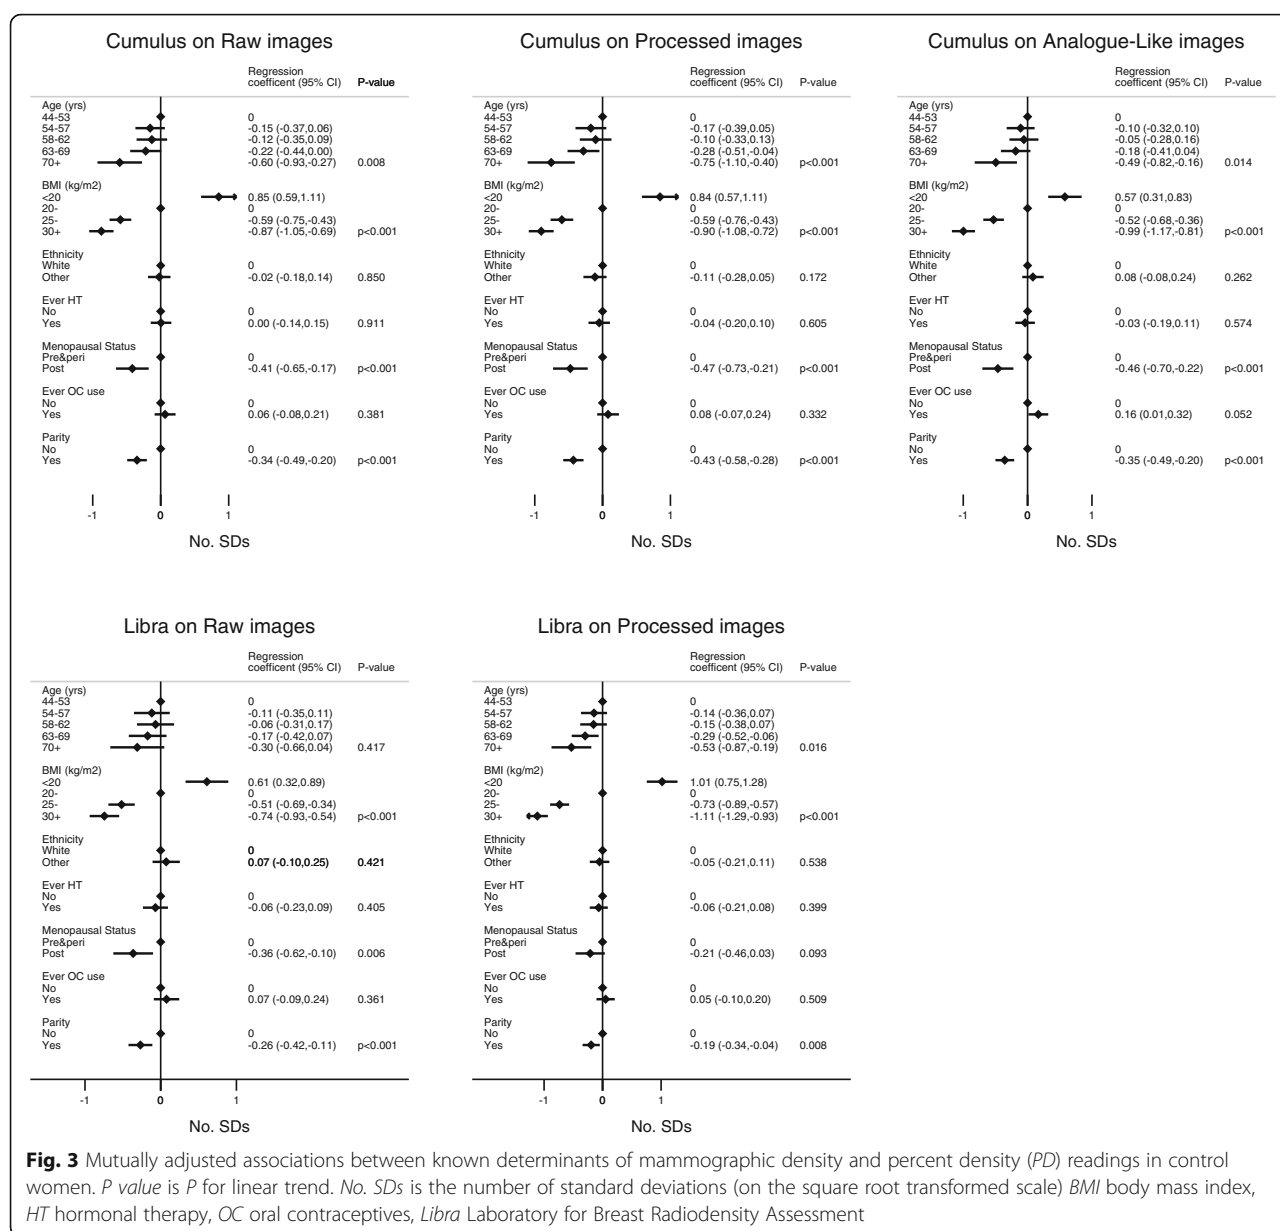 Cumulus on Raw images
Regression
coefficent (95% CI) P-value
Age (yrs)
44-53 0
54-57 -0.15 (-0.37,0.06)
58-62 -0.12 (-0.35,0.09)
63-69 -0.22 (-0.44,0.00)
70+ -0.60 (-0.93,-0.27) 0.008
BMI (kg/m2)
<20 0.85 (0.59,1.11)
20- 0
25- -0.59 (-0.75,-0.43)
30+ -0.87 (-1.05,-0.69) p<0.001
Ethnicity
White 0
Other -0.02 (-0.18,0.14) 0.850
Ever HT
No 0
Yes 0.00 (-0.14,0.15) 0.911
Menopausal Status
Pre&peri 0
Post -0.41 (-0.65,-0.17) p<0.001
Ever OC use
No 0
Yes 0.06 (-0.08,0.21) 0.381
Parity
No 0
Yes -0.34 (-0.49,-0.20) p<0.001
-1 0 1
No. SDs
Cumulus on Processed images
Regression
coefficent (95% CI) P-value
Age (yrs)
44-53 0
54-57 -0.17 (-0.39,0.05)
58-62 -0.10 (-0.33,0.13)
63-69 -0.28 (-0.51,-0.04)
70+ -0.75 (-1.10,-0.40) p<0.001
BMI (kg/m2)
<20 0.84 (0.57,1.11)
20- 0
25- -0.59 (-0.76,-0.43)
30+ -0.90 (-1.08,-0.72) p<0.001
Ethnicity
White 0
Other -0.11 (-0.28,0.05) 0.172
Ever HT
No 0
Yes -0.04 (-0.20,0.10) 0.605
Menopausal Status
Pre&peri 0
Post -0.47 (-0.73,-0.21) p<0.001
Ever OC use
No 0
Yes 0.08 (-0.07,0.24) 0.332
Parity
No 0
Yes -0.43 (-0.58,-0.28) p<0.001
-1 0 1
No. SDs
Cumulus on Analogue-Like images
Regression
coefficent (95% CI) P-value
Age (yrs)
44-53 0
54-57 -0.10 (-0.32,0.10)
58-62 -0.05 (-0.28,0.16)
63-69 -0.18 (-0.41,0.04)
70+ -0.49 (-0.82,-0.16) 0.014
BMI (kg/m2)
<20 0.57 (0.31,0.83)
20- 0
25- -0.52 (-0.68,-0.36)
30+ -0.99 (-1.17,-0.81) p<0.001
Ethnicity
White 0
Other 0.08 (-0.08,0.24) 0.262
Ever HT
No 0
Yes -0.03 (-0.19,0.11) 0.574
Menopausal Status
Pre&peri 0
Post -0.46 (-0.70,-0.22) p<0.001
Ever OC use
No 0
Yes 0.16 (0.01,0.32) 0.052
Parity
No 0
Yes -0.35 (-0.49,-0.20) p<0.001
-1 0 1
No. SDs
Libra on Raw images
Regression
coefficent (95% CI) P-value
Age (yrs)
44-53 0
54-57 -0.11 (-0.35,0.11)
58-62 -0.06 (-0.31,0.17)
63-69 -0.17 (-0.42,0.07)
70+ -0.30 (-0.66,0.04) 0.417
BMI (kg/m2)
<20 0.61 (0.32,0.89)
20- 0
25- -0.51 (-0.69,-0.34)
30+ -0.74 (-0.93,-0.54) p<0.001
Ethnicity
White 0
Other 0.07 (-0.10,0.25) 0.421
Ever HT
No 0
Yes -0.06 (-0.23,0.09) 0.405
Menopausal Status
Pre&peri 0
Post -0.36 (-0.62,-0.10) 0.006
Ever OC use
No 0
Yes 0.07 (-0.09,0.24) 0.361
Parity
No 0
Yes -0.26 (-0.42,-0.11) p<0.001
-1 0 1
No. SDs
Libra on Processed images
Regression
coefficent (95% CI) P-value
Age (yrs)
44-53 0
54-57 -0.14 (-0.36,0.07)
58-62 -0.15 (-0.38,0.07)
63-69 -0.29 (-0.52,-0.06)
70+ -0.53 (-0.87,-0.19) 0.016
BMI (kg/m2)
<20 1.01 (0.75,1.28)
20- 0
25- -0.73 (-0.89,-0.57)
30+ -1.11 (-1.29,-0.93) p<0.001
Ethnicity
White 0
Other -0.05 (-0.21,0.11) 0.538
Ever HT
No 0
Yes -0.06 (-0.21,0.08) 0.399
Menopausal Status
Pre&peri 0
Post -0.21 (-0.46,0.03) 0.093
Ever OC use
No 0
Yes 0.05 (-0.10,0.20) 0.509
Parity
No 0
Yes -0.19 (-0.34,-0.04) 0.008
-1 0 1
No. SDs
Fig. 3 Mutually adjusted associations between known determinants of mammographic density and percent density (PD) readings in control
women. P value is P for linear trend. No. SDs is the number of standard deviations (on the square root transformed scale) BMI body mass index,
HT hormonal therapy, OC oral contraceptives, Libra Laboratory for Breast Radiodensity Assessment